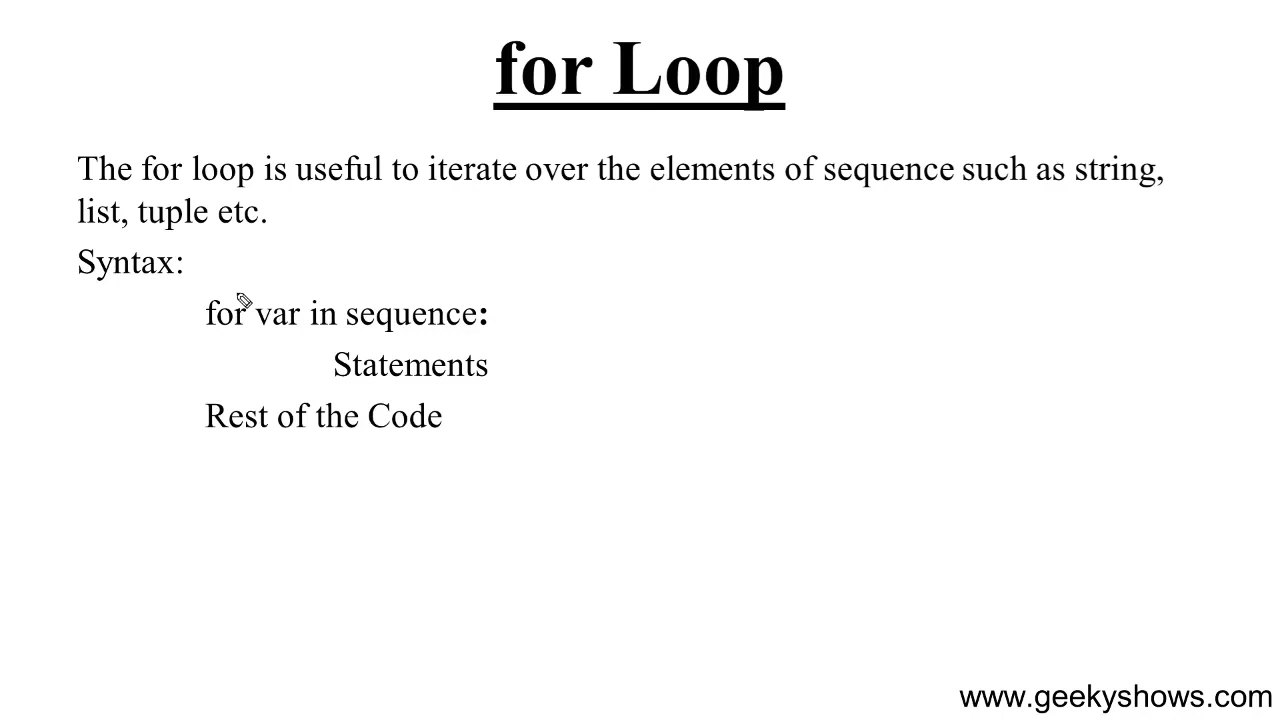 for Loop
The for loop is useful to iterate over the elements of sequence such as string,
list, tuple etc.
Syntax:
for var in sequence:
Statements
Rest of the Code
www.geekyshows.com